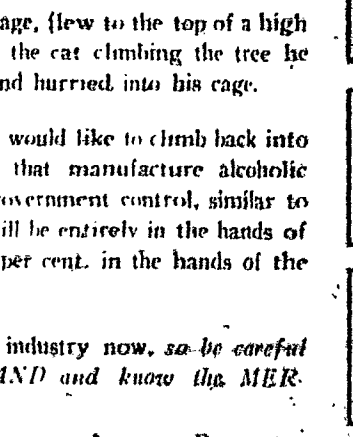 age, flew to the top of a high
the cat climbing the tree he
nd hurried into his cage.
would like to climb back into
that manufacture alcoholic
overnment control, similar to
ill be entirely in the hands of
per cent. in the hands of the
industry now, so be careful
AND and know the MER-